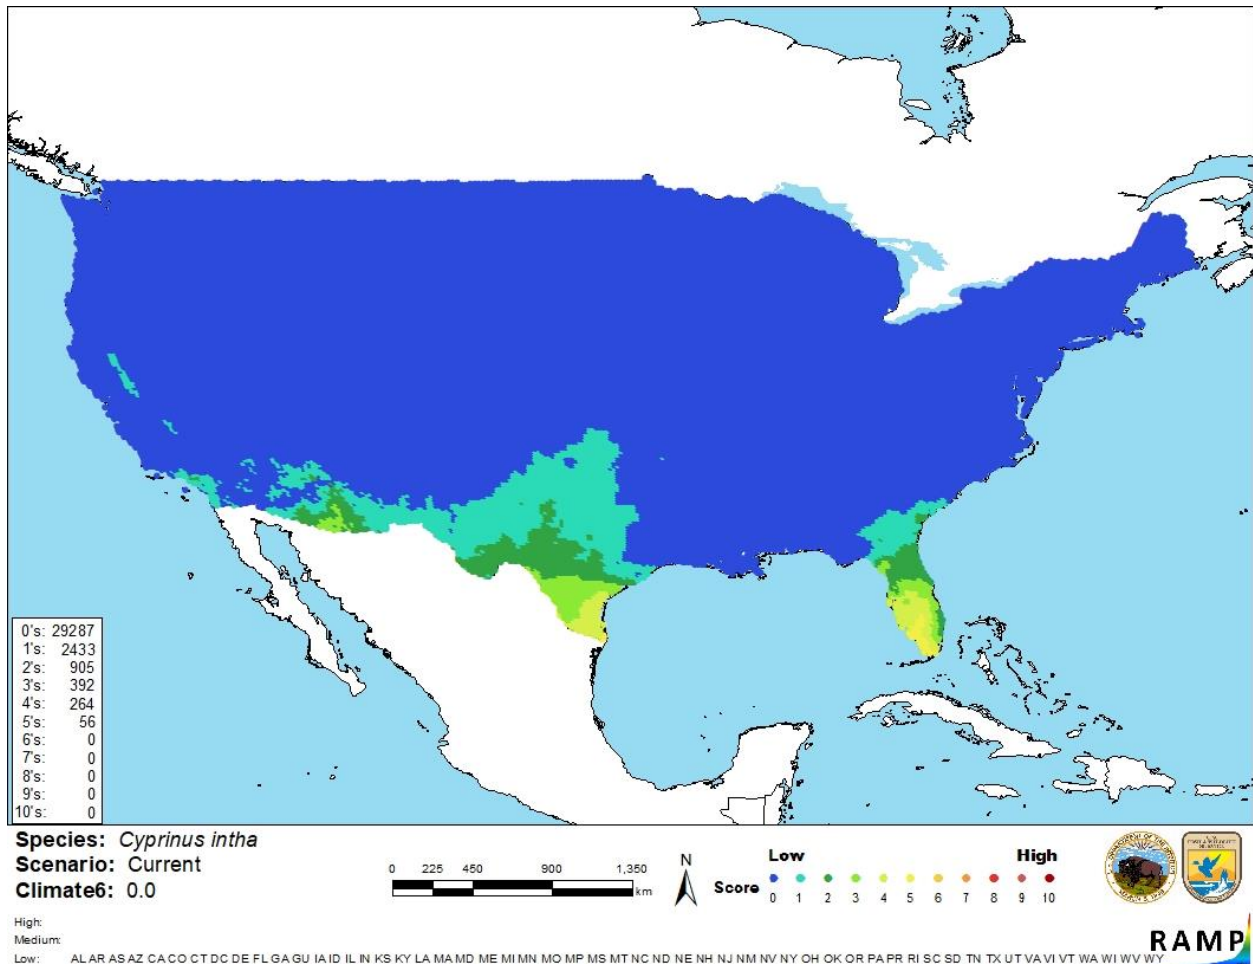 0's: 29287
1's: 2433
2's: 905
3's: 392
4's: 264
5's: 56
6's: 0
7's: 0
8's: 0
9's: 0
10's: 0
Species: Cyprinus intha
Scenario: Current
Climate6: 0.0
0 225 450 900 1,350
km
N
Low High
Score 0 1 2 3 4 5 6 7 8 9 10
High:
Medium:
Low: AL AR AS AZ CA CO CT DC DE FL GA GU IA ID IL IN KS KY LA MA MD ME MI MN MO MP MS MT NC ND NE NH NJ NM NV NY OH OK OR PA PR RI SC SD TN TX UT VA VI VT WA WI WV WY
RAMP